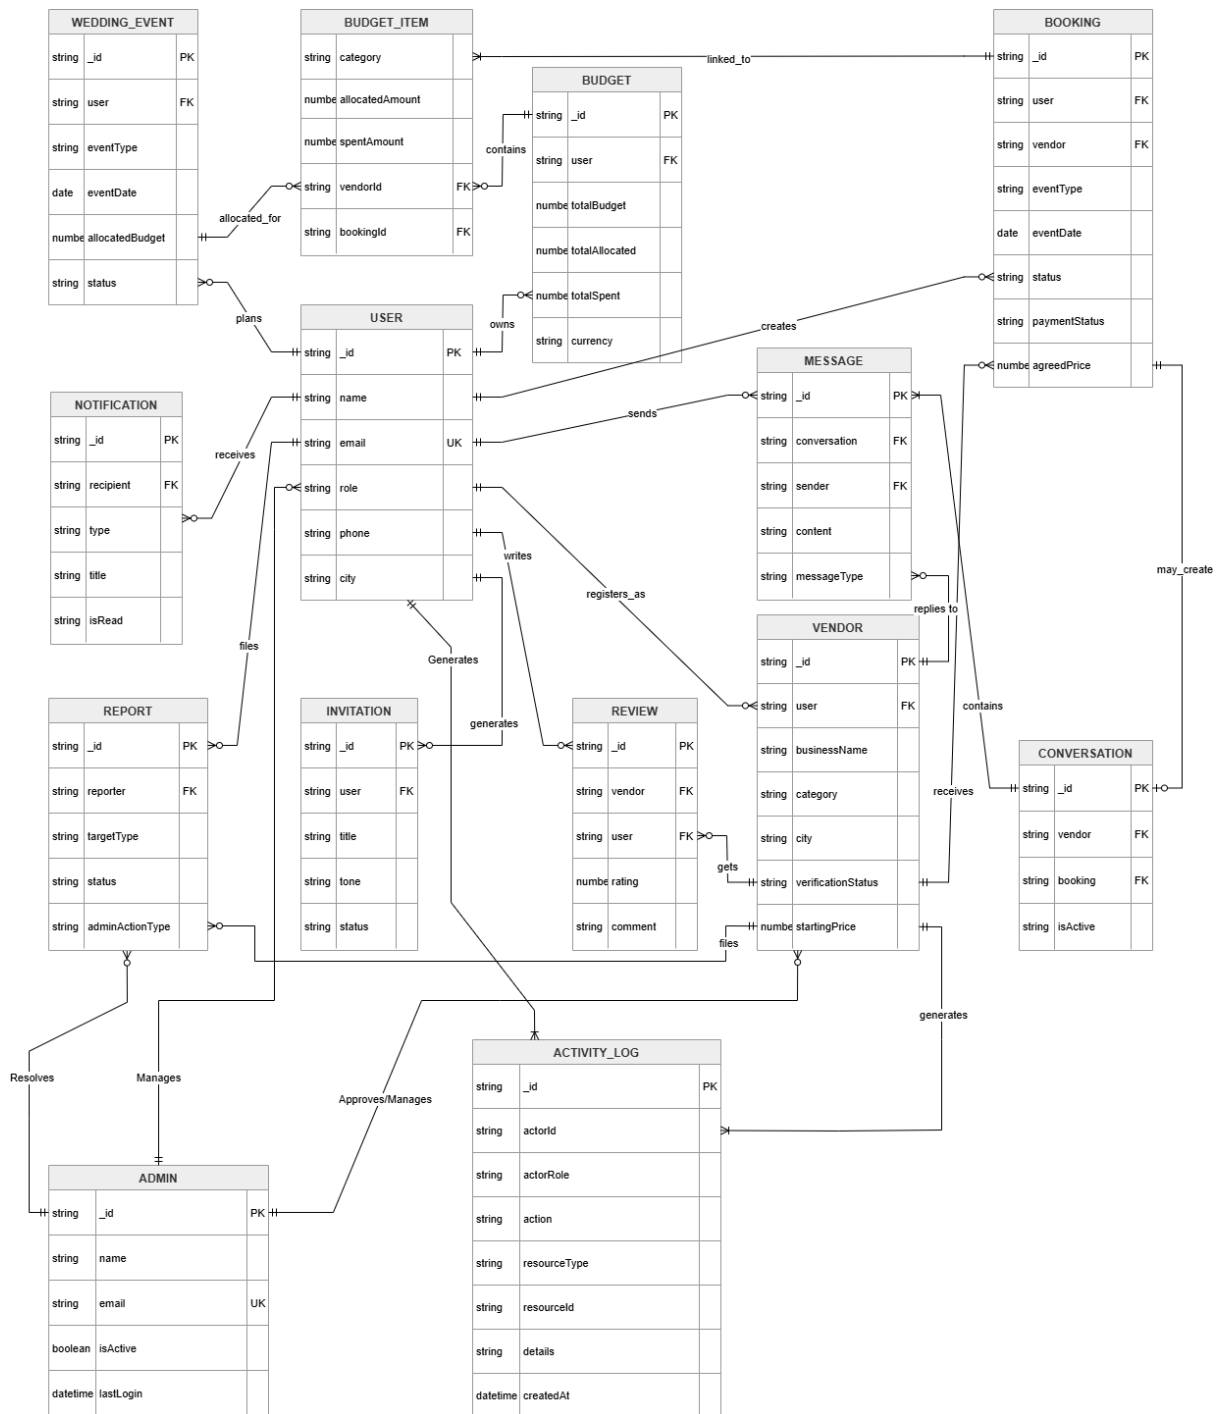 WEDDING_EVENT
string _id PK
string user FK
string eventType
date eventDate
numbe allocatedBudget
string status
BUDGET_ITEM
string category
numbe allocatedAmount
numbe spentAmount
string vendorId FK
string bookingId FK
BUDGET
string _id PK
string user FK
numbe totalBudget
numbe totalAllocated
numbe totalSpent
string currency
BOOKING
string _id PK
string user FK
string vendor FK
string eventType
date eventDate
string status
string paymentStatus
numbe agreedPrice
linked_to
contains
allocated_for
plans
owns
creates
USER
string _id PK
string name
string email UK
string role
string phone
string city
MESSAGE
string _id PK
string conversation FK
string sender FK
string content
string messageType
NOTIFICATION
string _id PK
string recipient FK
string type
string title
string isRead
receives
sends
writes
registers_as
replies to
may_create
files
Generates
generates
contains
receives
gets
VENDOR
string _id PK
string user FK
string businessName
string category
string city
string verificationStatus
numbe startingPrice
REPORT
string _id PK
string reporter FK
string targetType
string status
string adminActionType
INVITATION
string _id PK
string user FK
string title
string tone
string status
REVIEW
string _id PK
string vendor FK
string user FK
numbe rating
string comment
CONVERSATION
string _id PK
string vendor FK
string booking FK
string isActive
files
generates
Resolves
Manages
Approves/Manages
ACTIVITY_LOG
string _id PK
string actorId
string actorRole
string action
string resourceType
string resourceId
string details
datetime createdAt
ADMIN
string _id PK
string name
string email UK
boolean isActive
datetime lastLogin